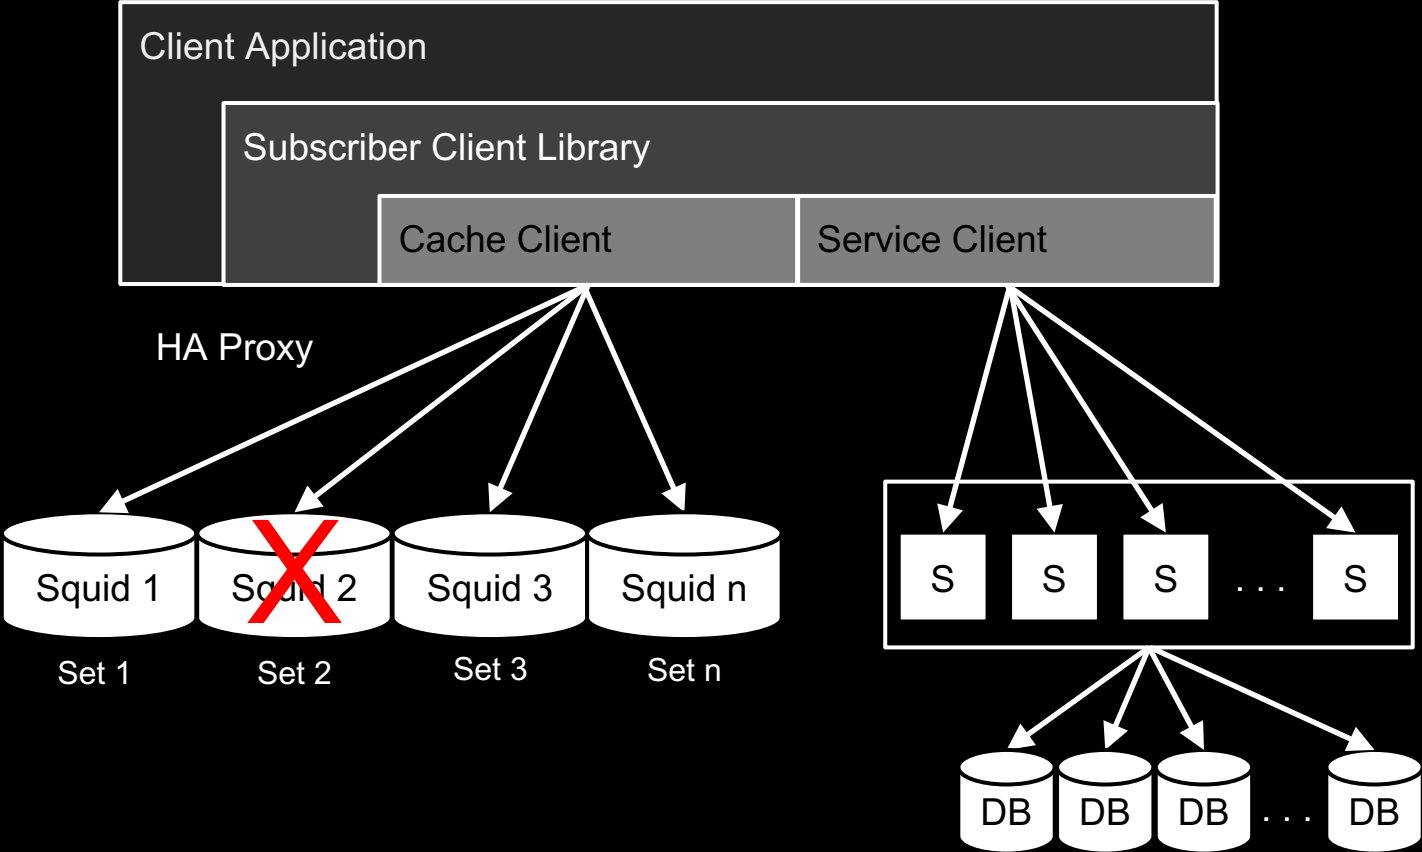 Client Application
Subscriber Client Library
Cache Client
Service Client
HA Proxy
Squid 1
Squid 2
X
Squid 3
Squid n
S
S
S
. . .
S
Set 1
Set 2
Set 3
Set n
DB
DB
DB
. . .
DB